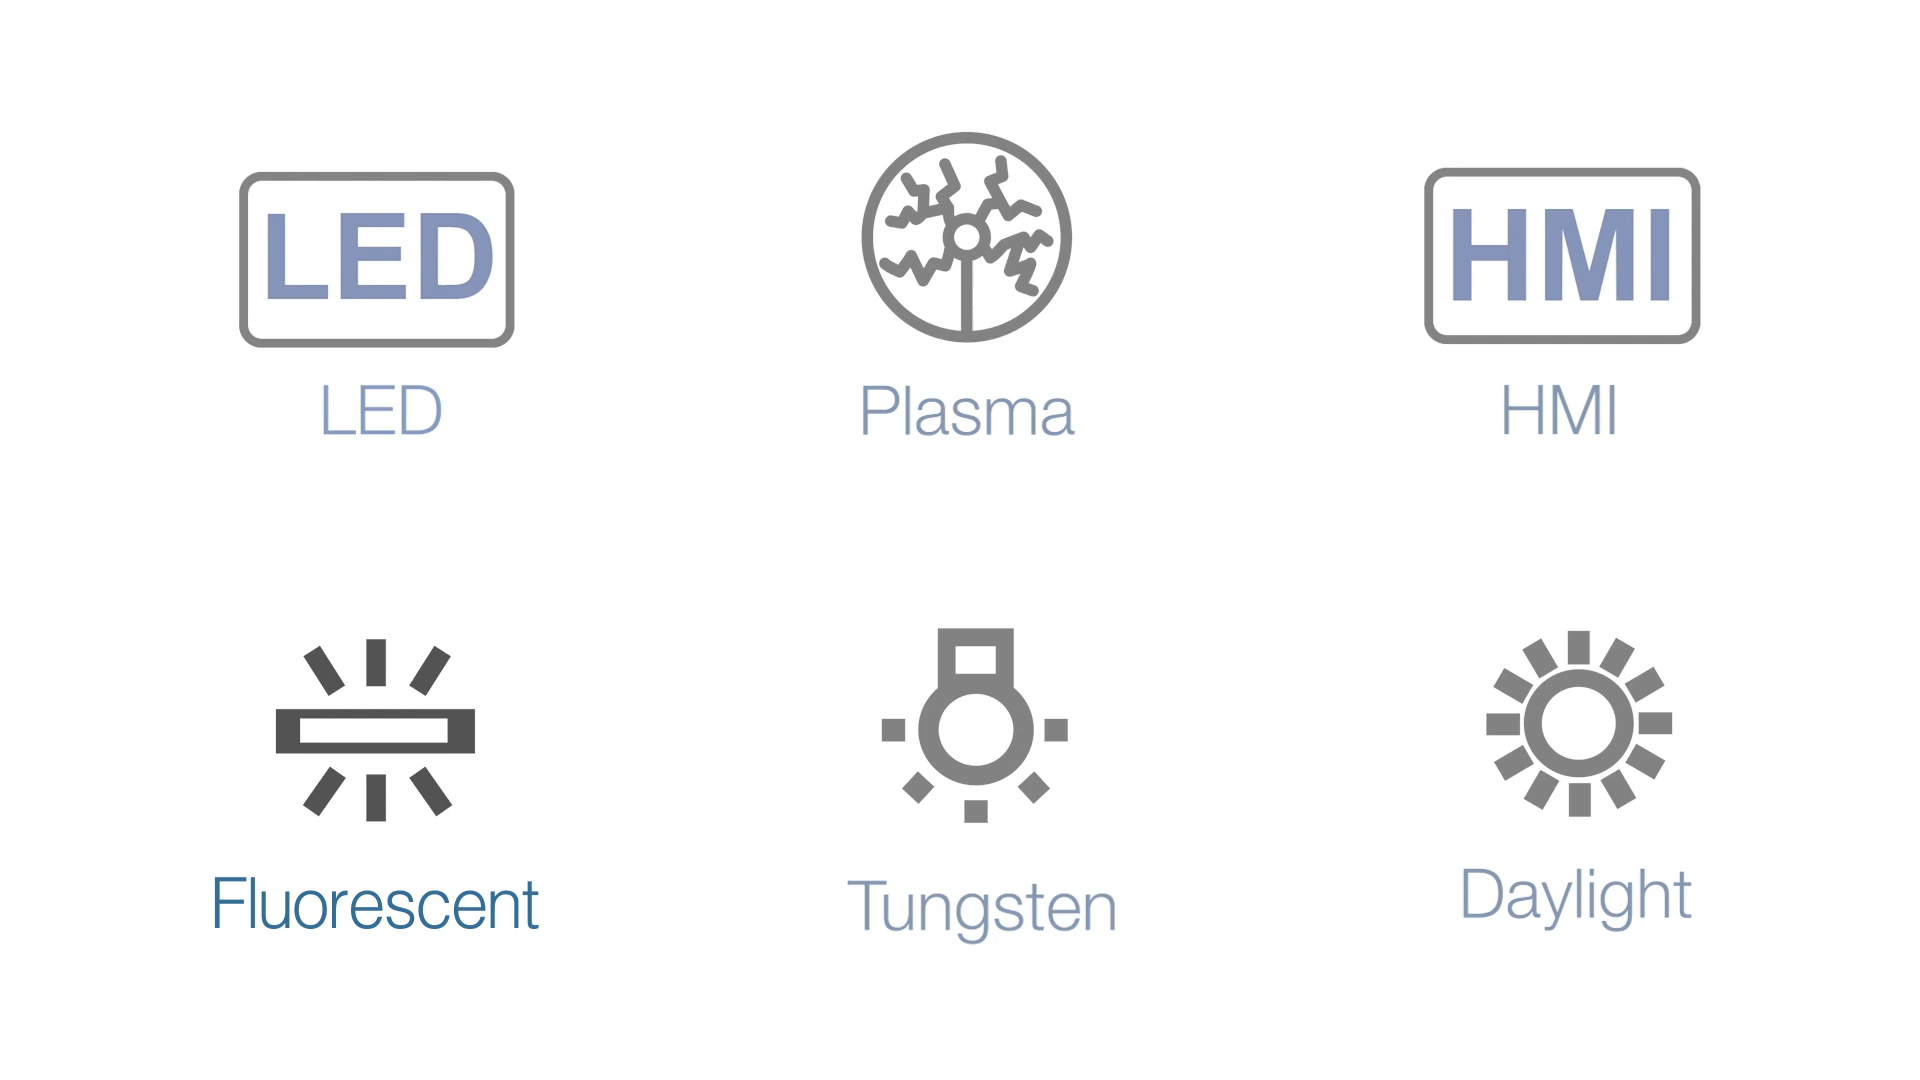 LED
HMI
LED
Plasma
HMI
Fluorescent
Tungsten
Daylight